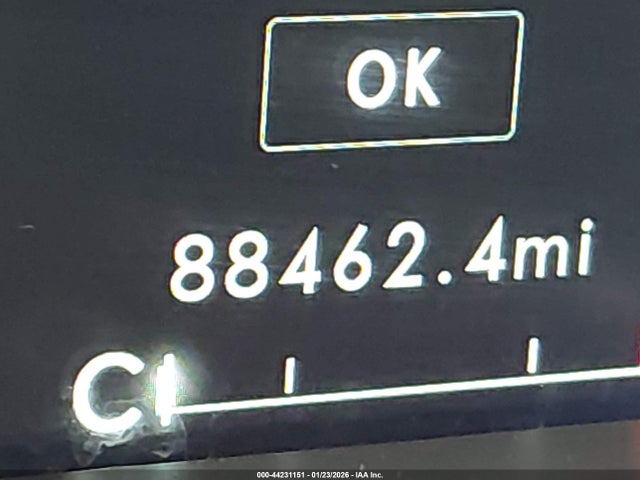 OK
88462.4mi
C
000-44231151 - 01/23/2026 - IAA Inc.